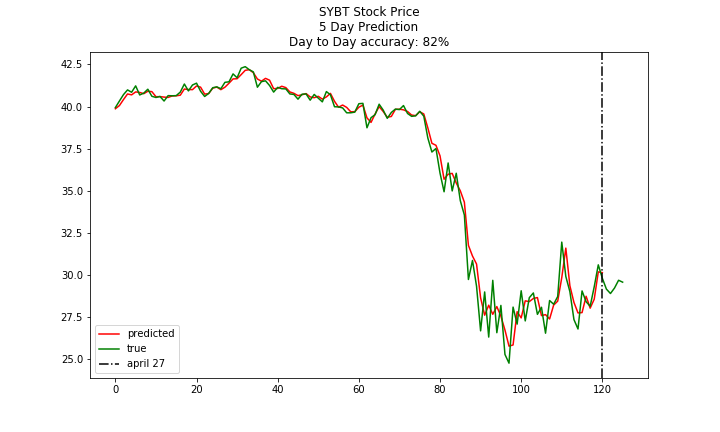 SYBT Stock Price
5 Day Prediction
Day to Day accuracy: 82%
42.5
40.0
37.5
35.0
32.5
30.0
27.5
25.0
predicted
true
april 27
0 20 40 60 80 100 120